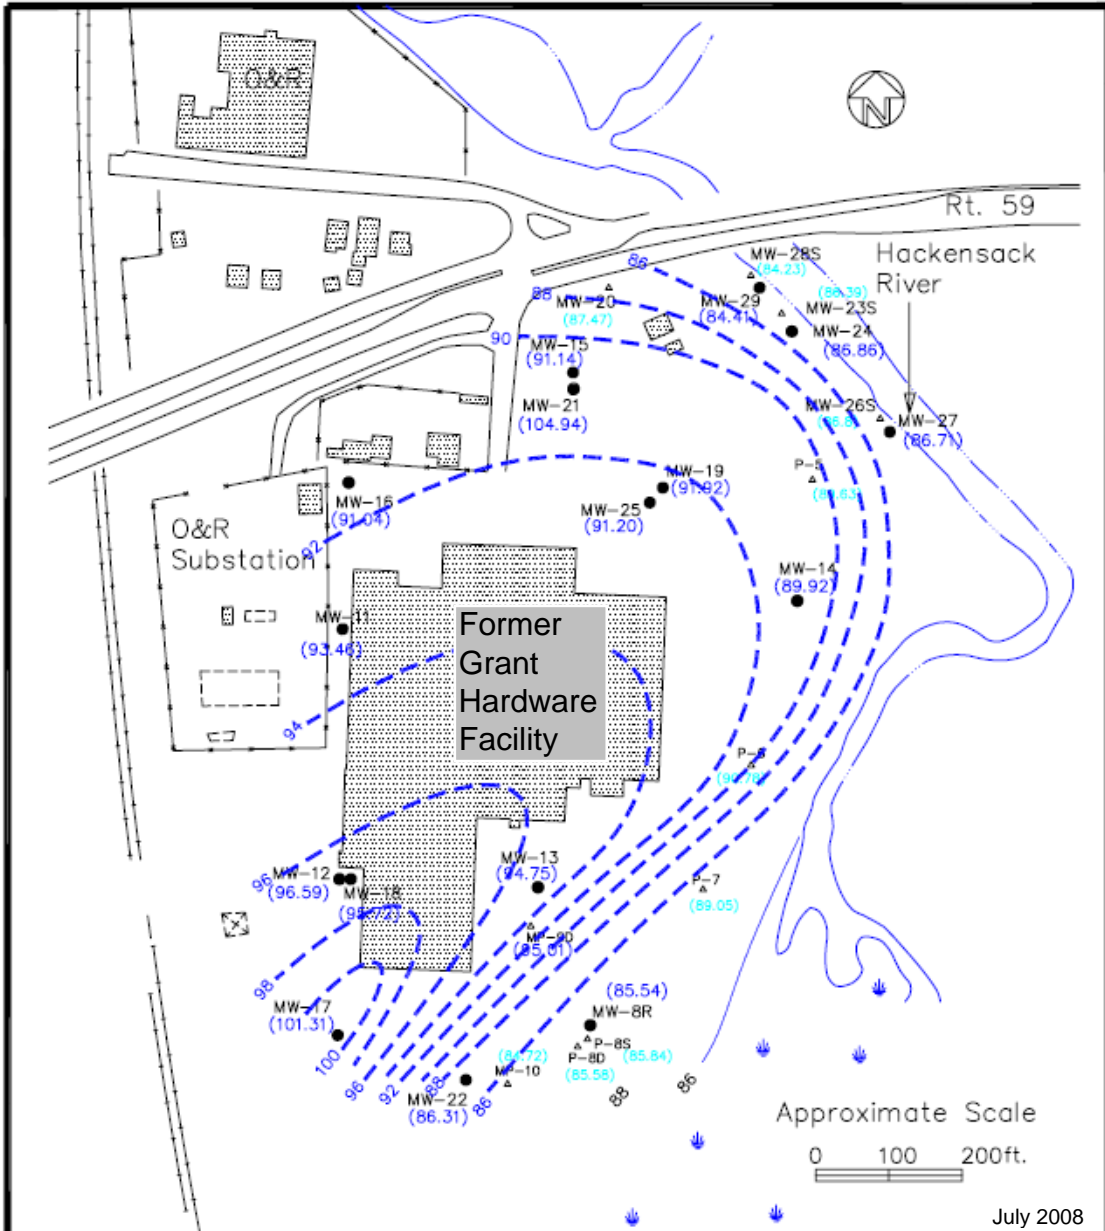 O&R
N
Rt. 59
Hackensack
River
MW-28S
(84.23)
86
88
MW-20
(87.47)
MW-29
(84.41)
(86.39)
MW-23S
MW-24
(86.86)
90
MW-15
(91.14)
MW-21
(104.94)
MW-26S
MW-27
(86.71)
P-5
MW-19
(91.92)
MW-25
(91.20)
MW-16
(91.04)
92
O&R
Substation
MW-14
(89.92)
MW-11
(93.46)
Former
Grant
Hardware
Facility
94
P-6
(90.78)
96
MW-12
(96.59)
MW-18
MW-13
(94.75)
P-7
(89.05)
MP-9D
98
MW-17
(101.31)
(85.54)
MW-8R
P-8S
(85.84)
P-8D
(85.58)
(84.72)
MP-10
100
96
92
88
86
MW-22
(86.31)
88
86
Approximate Scale
0 100 200ft.
July 2008